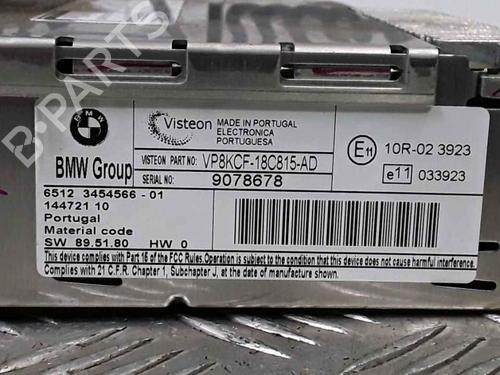 B-PARTS
BMW
BMW Group
Visteon
MADE IN PORTUGAL
ELECTRONICA
PORTUGUESA
VISTEON PART NO: VP8KCF-18C815-AD
SERIAL NO: 9078678
E11 10R-02 3923
e11 033923
6512 3454566-01
14472110
Portugal
Material code
SW 89.51.80 HW 0
This device complies with Part 15 of the FCC Rules.Operation is subject to the condition that this device does not cause harmful interference.
Complies with 21 C.F.R. Chapter 1, Subchapter J, at the date of manufacture shown.